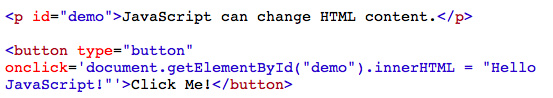 <p id="demo">JavaScript can change HTML content.</p>
<button type="button"
onclick='document.getElementById("demo").innerHTML = "Hello
JavaScript!"'>Click Me!</button>